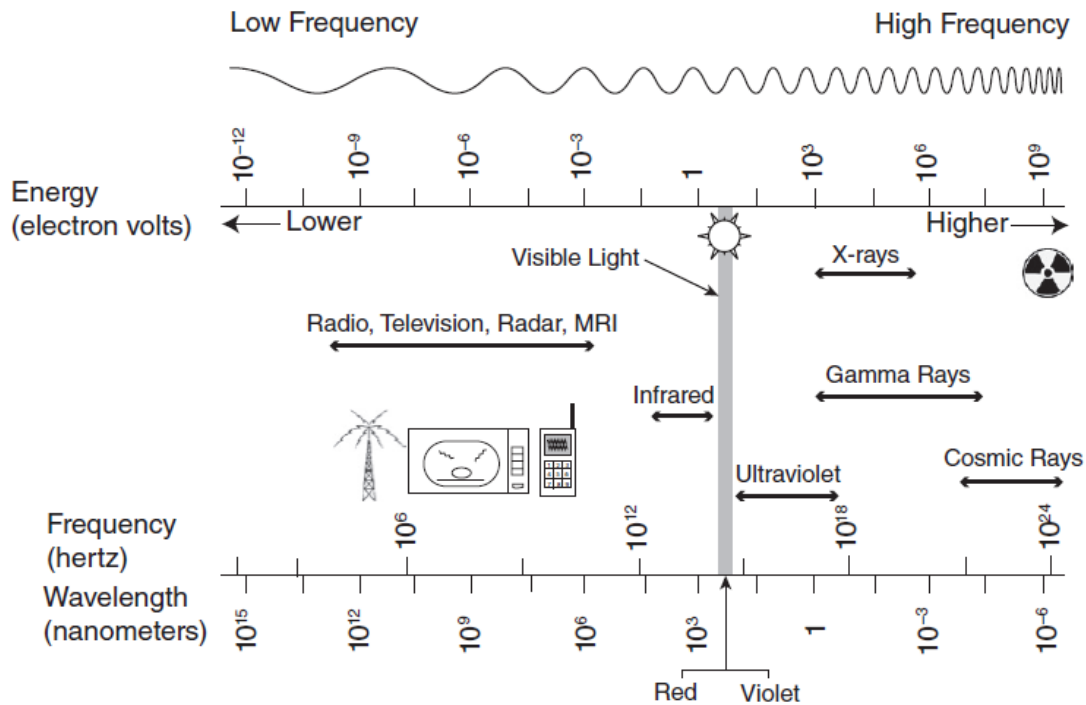 Low Frequency
High Frequency
10⁻¹² 10⁻⁹ 10⁻⁶ 10⁻³ 1 10³ 10⁶ 10⁹
Energy
(electron volts)
Lower
Higher
X-rays
Visible Light
Radio, Television, Radar, MRI
Gamma Rays
Infrared
Cosmic Rays
Ultraviolet
Frequency
(hertz)
10⁶ 10¹² 10¹⁸ 10²⁴
Wavelength
(nanometers)
10¹⁵ 10¹² 10⁹ 10⁶ 10³ 1 10⁻³ 10⁻⁶
Red Violet